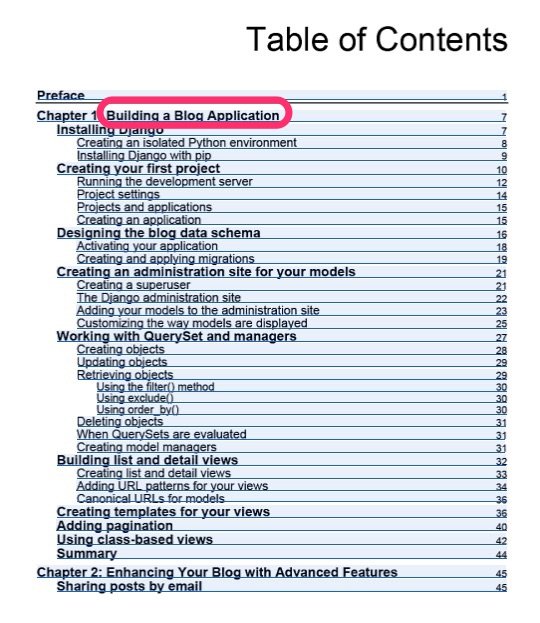 Table of Contents
Preface 1
Chapter 1: Building a Blog Application 7
Installing Django 7
Creating an isolated Python environment 8
Installing Django with pip 9
Creating your first project 10
Running the development server 12
Project settings 14
Projects and applications 15
Creating an application 15
Designing the blog data schema 16
Activating your application 18
Creating and applying migrations 19
Creating an administration site for your models 21
Creating a superuser 21
The Django administration site 22
Adding your models to the administration site 23
Customizing the way models are displayed 25
Working with QuerySet and managers 27
Creating objects 28
Updating objects 29
Retrieving objects 29
Using the filter() method 30
Using exclude() 30
Using order_by() 30
Deleting objects 31
When QuerySets are evaluated 31
Creating model managers 31
Building list and detail views 32
Creating list and detail views 33
Adding URL patterns for your views 34
Canonical URLs for models 36
Creating templates for your views 36
Adding pagination 40
Using class-based views 42
Summary 44
Chapter 2: Enhancing Your Blog with Advanced Features 45
Sharing posts by email 45